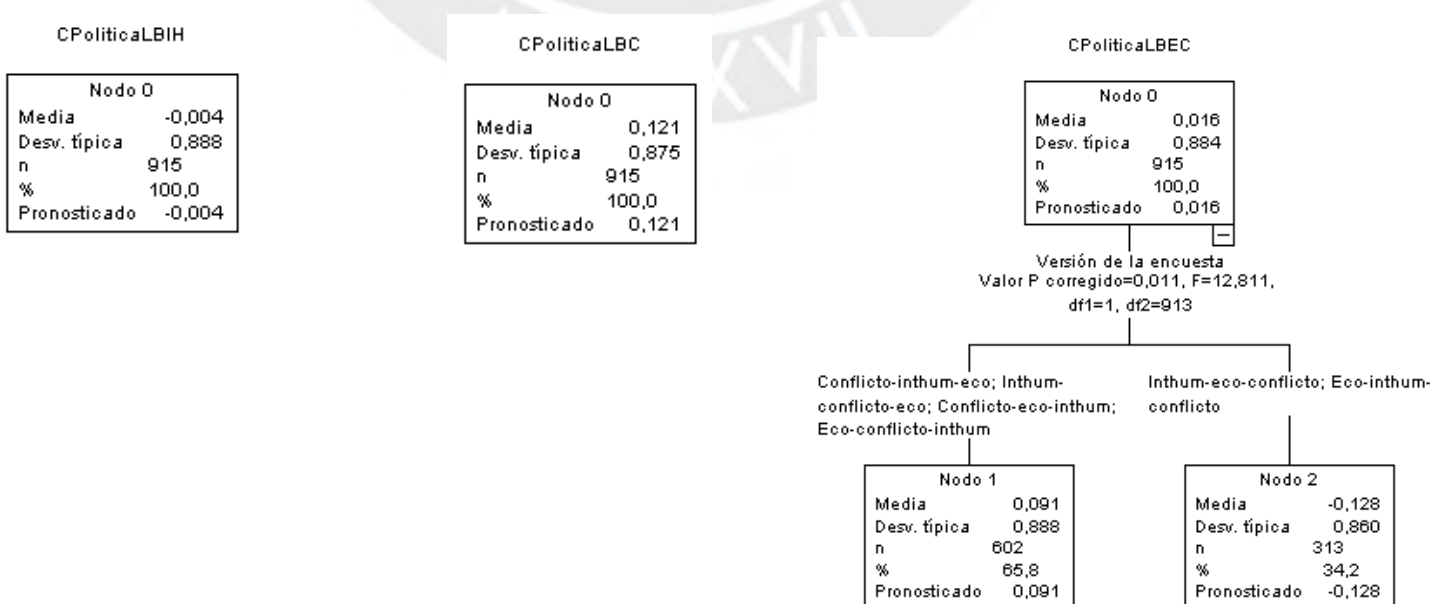 CPoliticaLBIH
Nodo 0
Media -0,004
Desv. típica 0,888
n 915
% 100,0
Pronosticado -0,004
CPoliticaLBC
Nodo 0
Media 0,121
Desv. típica 0,875
n 915
% 100,0
Pronosticado 0,121
CPoliticaLBEC
Nodo 0
Media 0,016
Desv. típica 0,884
n 915
% 100,0
Pronosticado 0,016
Versión de la encuesta
Valor P corregido=0,011, F=12,811,
df1=1, df2=913
Conflicto-inthum-eco; Inthum-
conflicto-eco; Conflicto-eco-inthum;
Eco-conflicto-inthum
Inthum-eco-conflicto; Eco-inthum-
conflicto
Nodo 1
Media 0,091
Desv. típica 0,888
n 602
% 65,8
Pronosticado 0,091
Nodo 2
Media -0,128
Desv. típica 0,860
n 313
% 34,2
Pronosticado -0,128